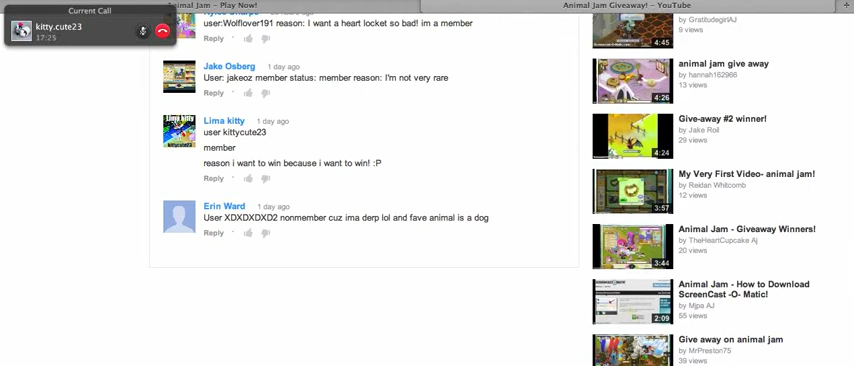 Animal Jam – Play Now!
Animal Jam Giveaway! – YouTube
Current Call
kitty.cute23
17:25
user:Wolflover191 reason: I want a heart locket so bad! im a member
Reply
Jake Osberg 1 day ago
User: jakeoz member status: member reason: I'm not very rare
Reply
Lima kitty 1 day ago
user kittycute23
member
reason i want to win because i want to win! :P
Reply
Erin Ward 1 day ago
User XDXDXDXD2 nonmember cuz ima derp lol and fave animal is a dog
Reply
Lima kitty
kittycute23
4:45
by GratitudegirlAJ
9 views
4:26
animal jam give away
by hannah162966
13 views
4:24
Give-away #2 winner!
by Jake Roil
29 views
3:57
My Very First Video- animal jam!
by Reidan Whitcomb
12 views
3:44
Animal Jam - Giveaway Winners!
by TheHeartCupcake Aj
20 views
2:09
Animal Jam - How to Download
ScreenCast -O- Matic!
by Mjpa AJ
55 views
Give away on animal jam
by MrPreston75
39 views